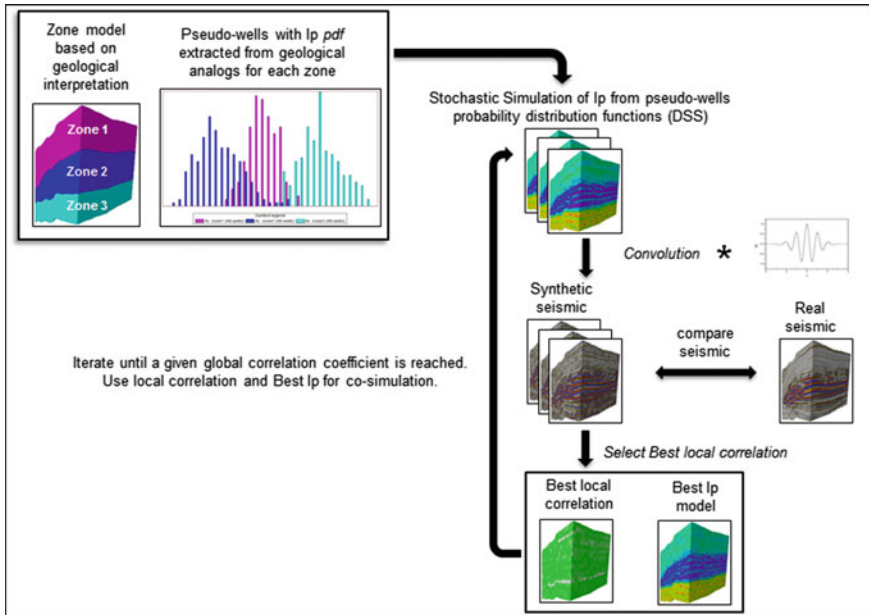 Zone model
based on
geological
interpretation
Zone 1
Zone 2
Zone 3
Pseudo-wells with Ip pdf
extracted from geological
analogs for each zone
Stochastic Simulation of Ip from pseudo-wells
probability distribution functions (DSS)
Convolution *
Synthetic
seismic
compare
seismic
Real
seismic
Iterate until a given global correlation coefficient is reached.
Use local correlation and Best Ip for co-simulation.
Select Best local correlation
Best local
correlation
Best Ip
model